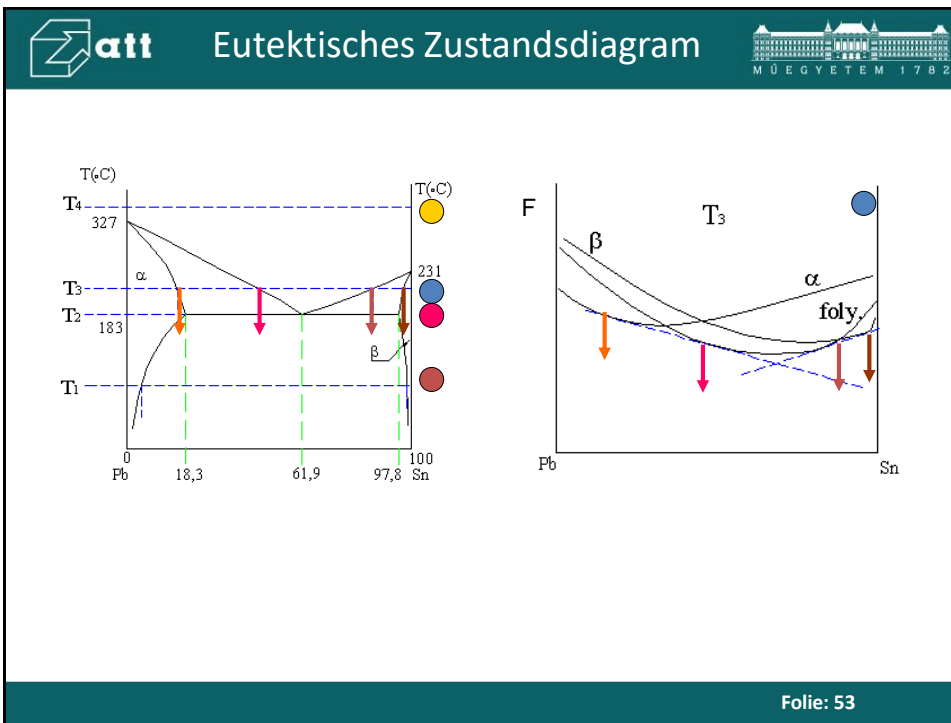 att
Eutektisches Zustandsdiagram
MŰEGYETEM 1782
T(°C)
T(°C)
T4
327
α
231
T3
T2
183
β
T1
0
100
Pb
18,3
61,9
97,8
Sn
F
T3
β
α
foly.
Pb
Sn
Folie: 53